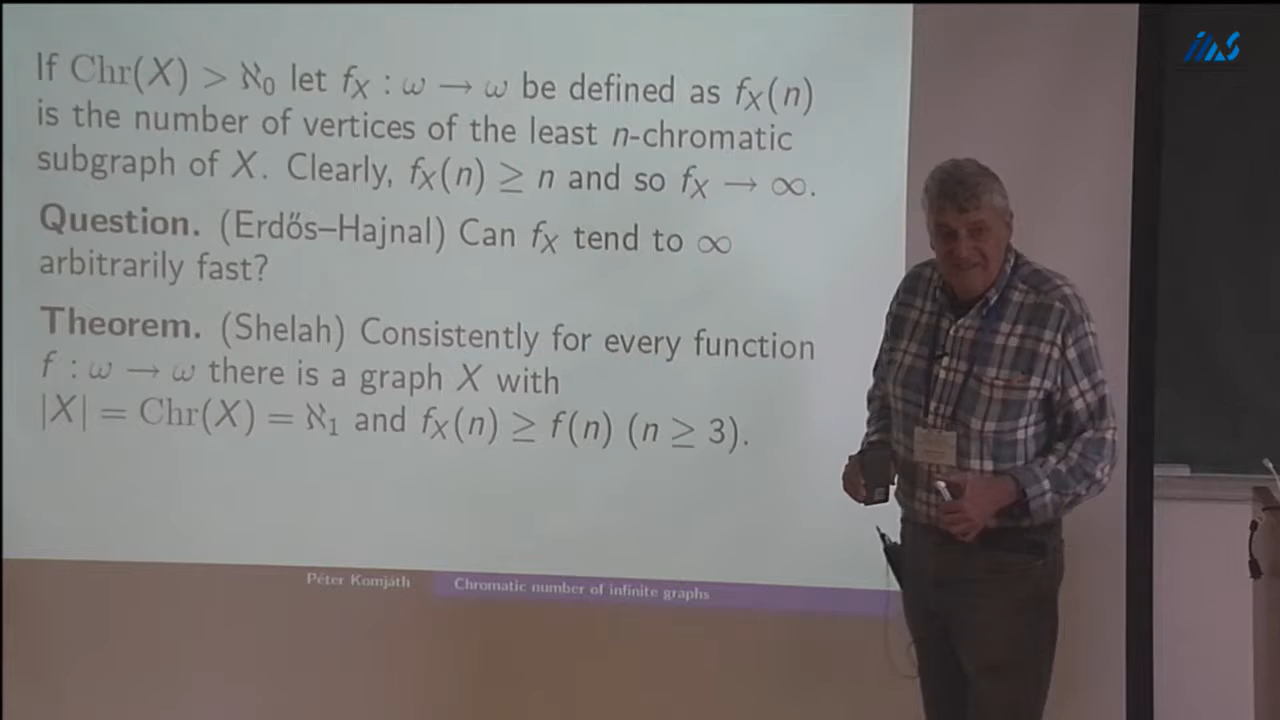 If Chr(X) > ℵ₀ let f_X : ω → ω be defined as f_X(n)
is the number of vertices of the least n-chromatic
subgraph of X. Clearly, f_X(n) ≥ n and so f_X → ∞.
Question. (Erdős–Hajnal) Can f_X tend to ∞
arbitrarily fast?
Theorem. (Shelah) Consistently for every function
f : ω → ω there is a graph X with
|X| = Chr(X) = ℵ₁ and f_X(n) ≥ f(n) (n ≥ 3).
Péter Komjáth Chromatic number of infinite graphs